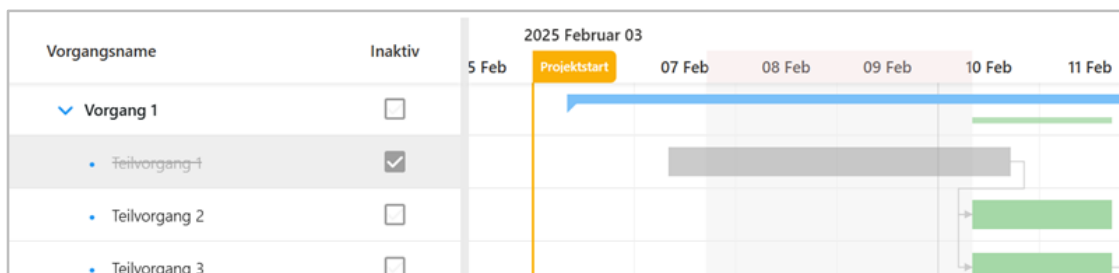 2025 Februar 03
Vorgangsname Inaktiv
5 Feb Projektstart 07 Feb 08 Feb 09 Feb 10 Feb 11 Feb
Vorgang 1
Teilvorgang 1
Teilvorgang 2
Teilvorgang 3